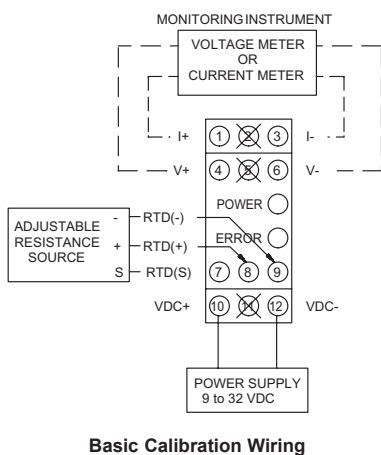 MONITORING INSTRUMENT
VOLTAGE METER
OR
CURRENT METER
I+ 1 2 3 I-
V+ 4 5 6 V-
POWER
ADJUSTABLE
RESISTANCE
SOURCE
- RTD(-)
+ RTD(+)
S RTD(S)
ERROR
7 8 9
VDC+ 10 11 12 VDC-
POWER SUPPLY
9 to 32 VDC
Basic Calibration Wiring